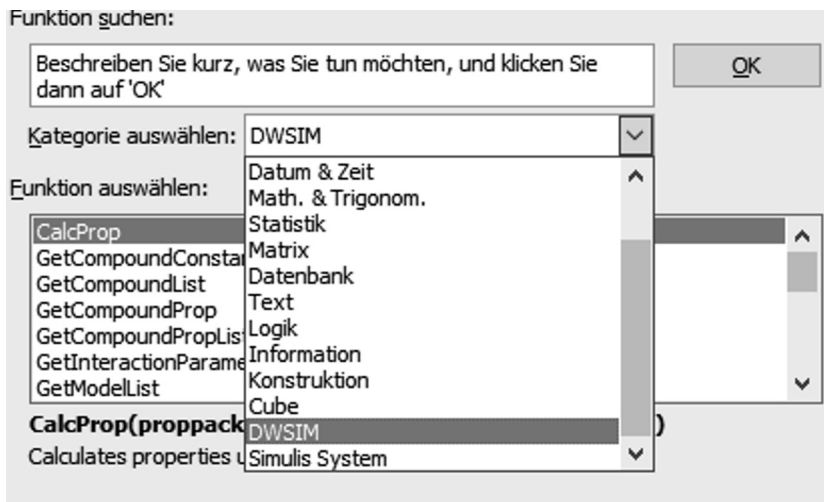 Funktion suchen:
Beschreiben Sie kurz, was Sie tun möchten, und klicken Sie
dann auf 'OK'
OK
Kategorie auswählen: DWSIM
Datum & Zeit
Math. & Trigonom.
Statistik
Matrix
Datenbank
Text
Logik
Information
Konstruktion
Cube
DWSIM
Simulis System
Funktion auswählen:
CalcProp
GetCompoundConstan
GetCompoundList
GetCompoundProp
GetCompoundPropLis
GetInteractionParame
GetModelList
CalcProp(proppack )
Calculates properties u